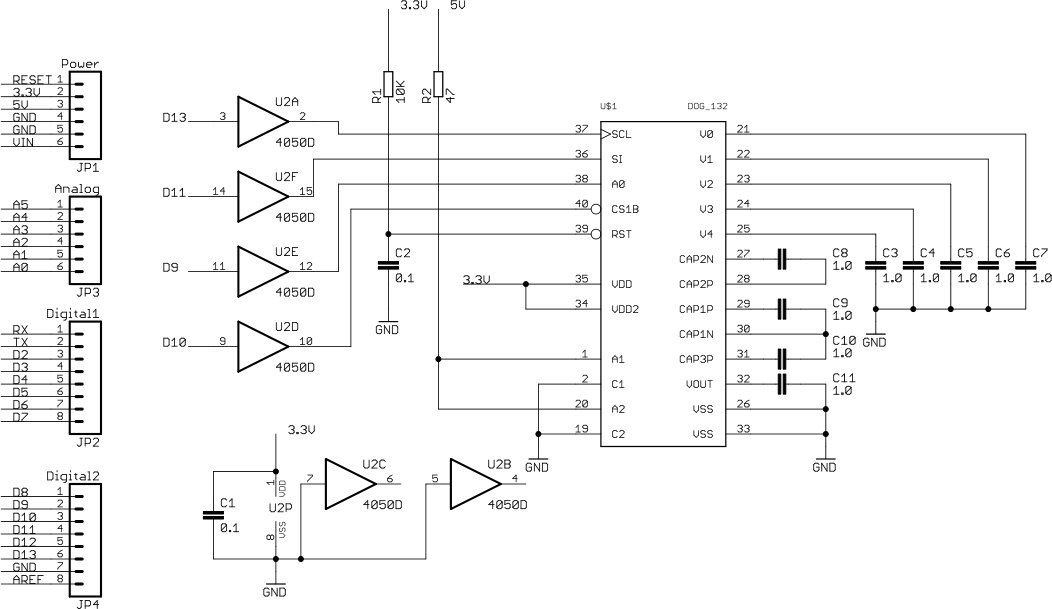 3.3V 5V
R1 10K R2 47
Power
RESET 1
3.3V 2
5V 3
GND 4
GND 5
VIN 6
JP1
Analog
A5 1
A4 2
A3 3
A2 4
A1 5
A0 6
JP3
Digital1
RX 1
TX 2
D2 3
D3 4
D4 5
D5 6
D6 7
D7 8
JP2
Digital2
D8 1
D9 2
D10 3
D11 4
D12 5
D13 6
GND 7
AREF 8
JP4
U2A
D13 3 2
4050D
U2F
D11 14 15
4050D
U2E
D9 11 12
4050D
U2D
D10 9 10
4050D
C2
0.1
GND
3.3V
U$1 DOG_132
37 SCL V0 21
36 SI V1 22
38 A0 V2 23
40 CS1B V3 24
39 RST V4 25
CAP2N 27
35 VDD CAP2P 28
34 VDD2 CAP1P 29
CAP1N 30
1 A1 CAP3P 31
2 C1 VOUT 32
20 A2 VSS 26
19 C2 VSS 33
GND
C8
1.0
C9
1.0
C10
1.0
C11
1.0
GND
C3 C4 C5 C6 C7
1.0 1.0 1.0 1.0 1.0
GND
3.3V
C1
0.1
1 VDD
U2P
8 VSS
GND
U2C
7 6
4050D
U2B
5 4
4050D